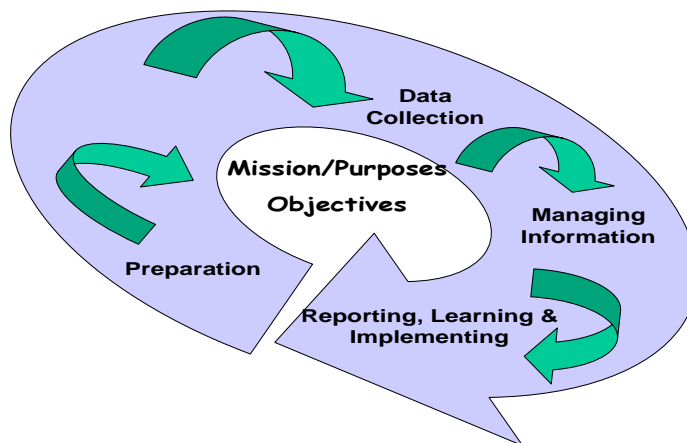 Data
Collection
Mission/Purposes
Objectives
Managing
Information
Preparation
Reporting, Learning &
Implementing